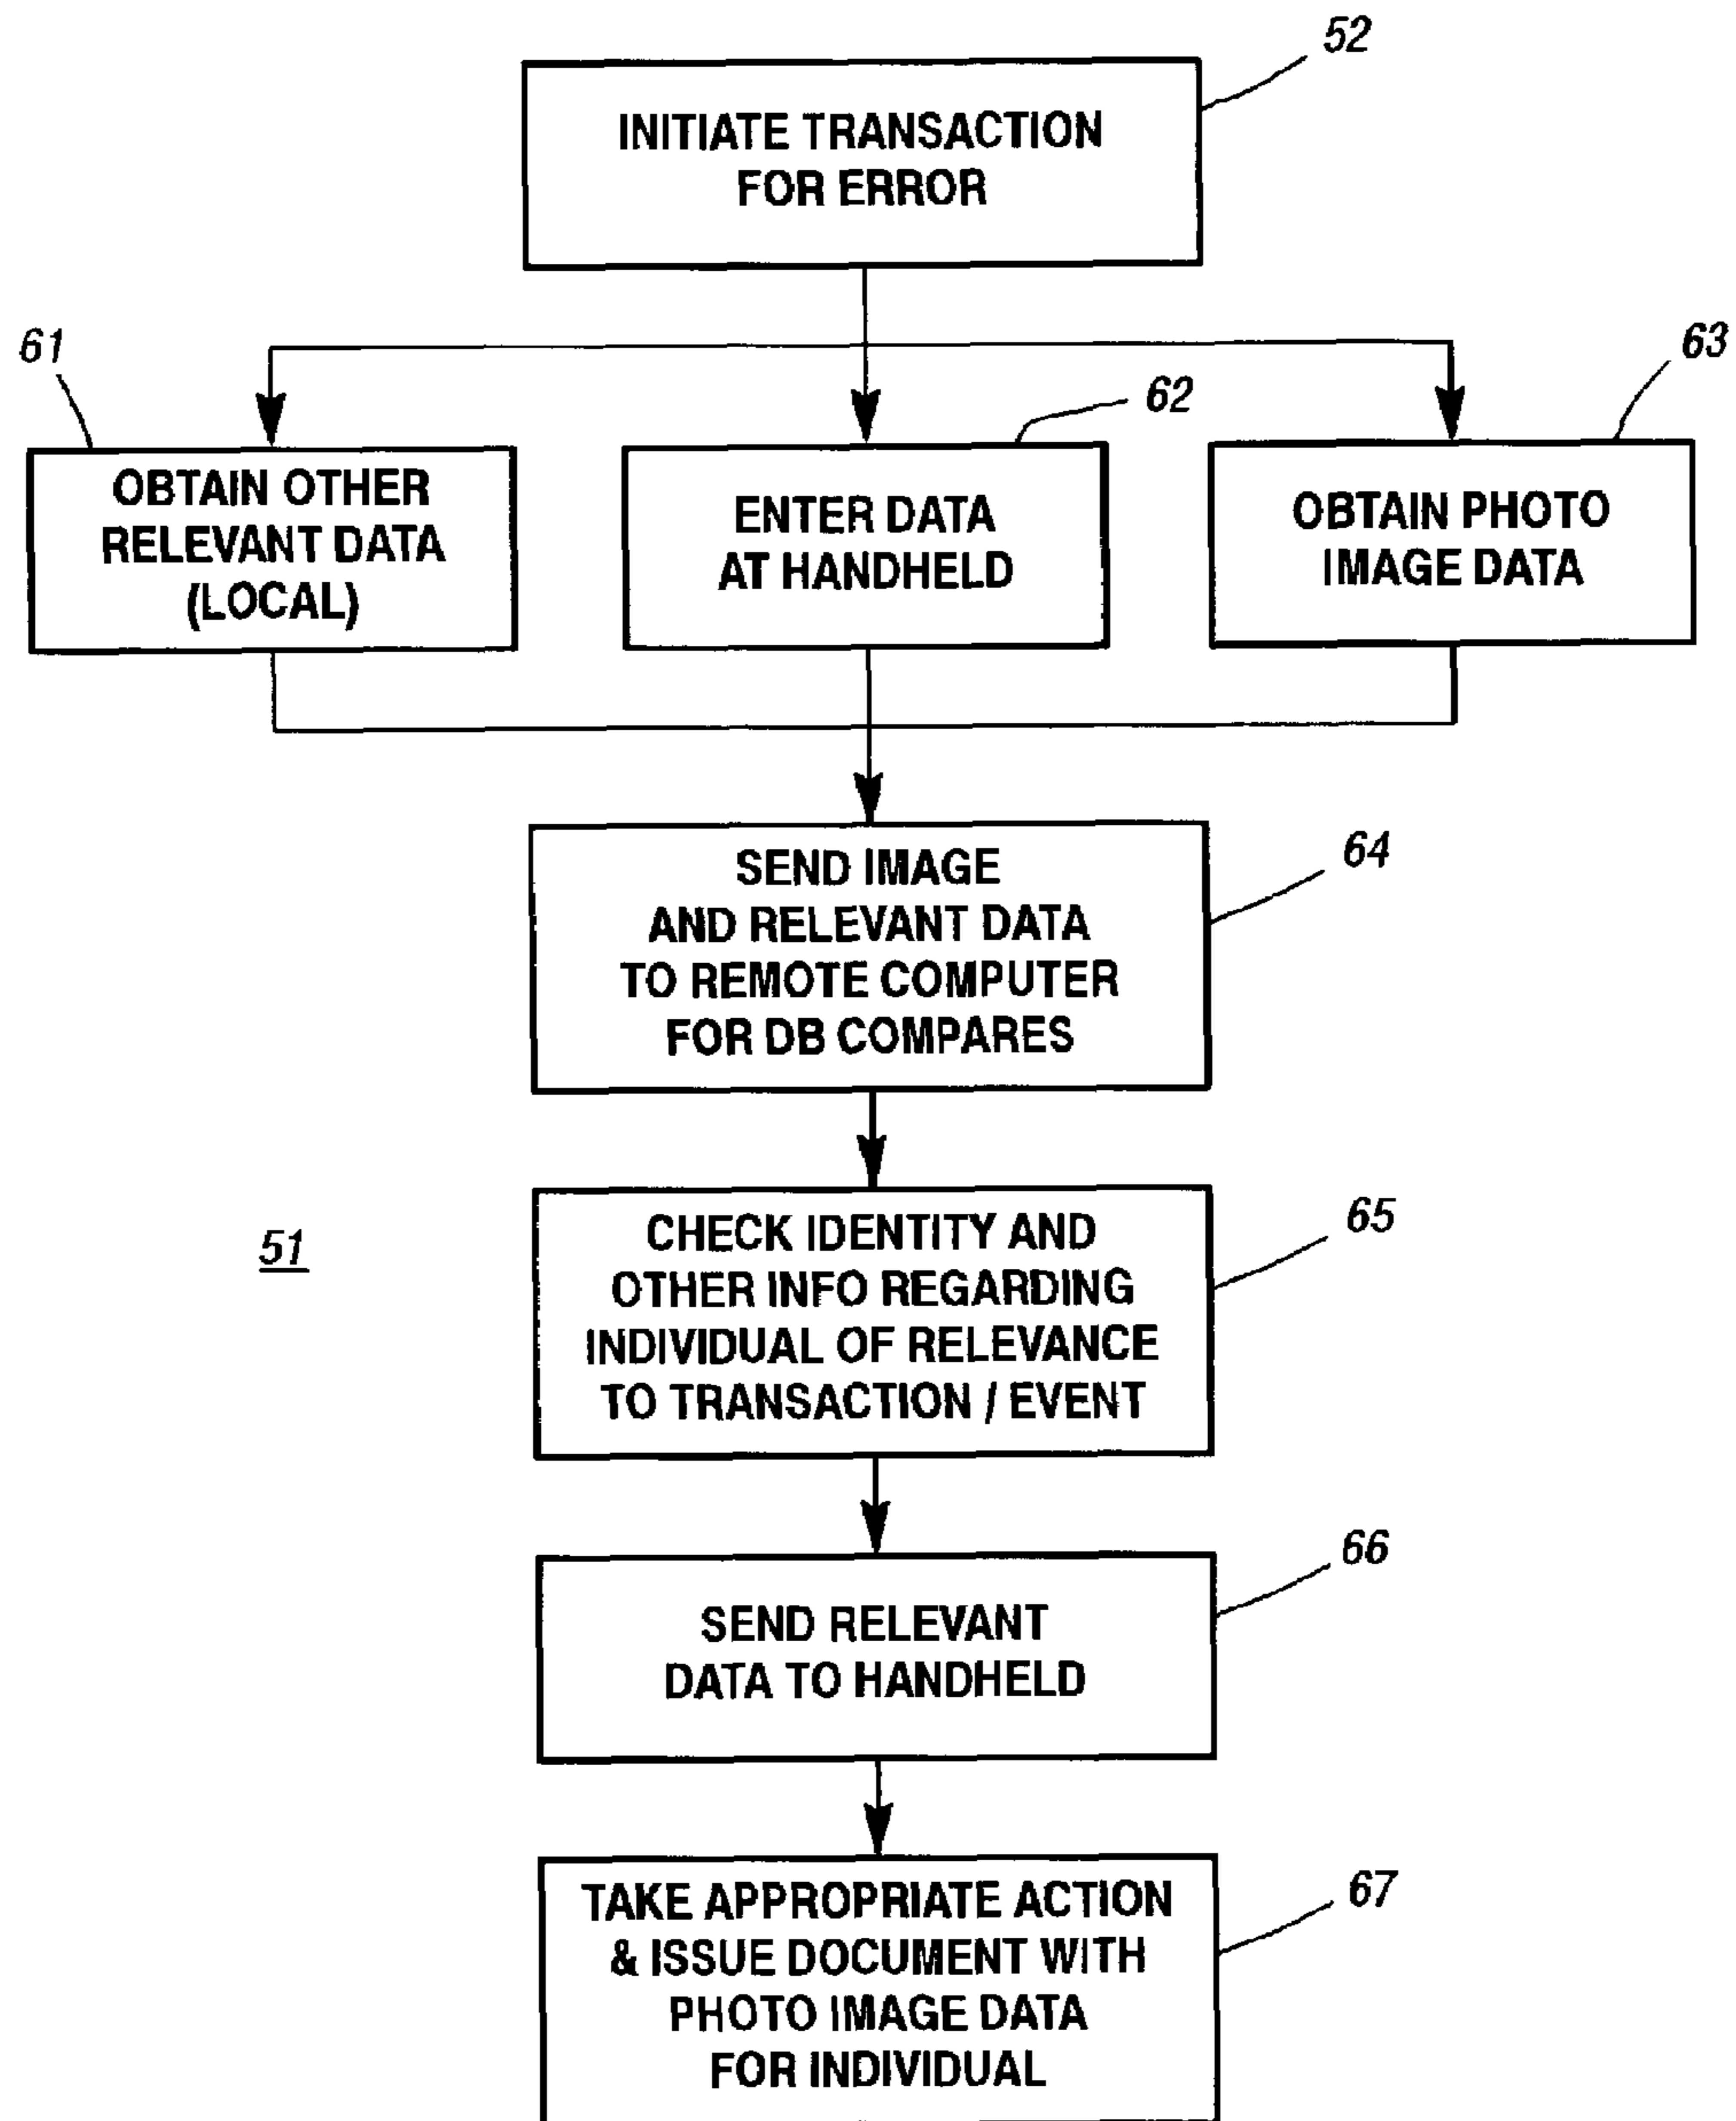 52
INITIATE TRANSACTION
FOR ERROR
61
62
63
OBTAIN OTHER
RELEVANT DATA
(LOCAL)
ENTER DATA
AT HANDHELD
OBTAIN PHOTO
IMAGE DATA
64
SEND IMAGE
AND RELEVANT DATA
TO REMOTE COMPUTER
FOR DB COMPARES
51
65
CHECK IDENTITY AND
OTHER INFO REGARDING
INDIVIDUAL OF RELEVANCE
TO TRANSACTION / EVENT
66
SEND RELEVANT
DATA TO HANDHELD
67
TAKE APPROPRIATE ACTION
& ISSUE DOCUMENT WITH
PHOTO IMAGE DATA
FOR INDIVIDUAL